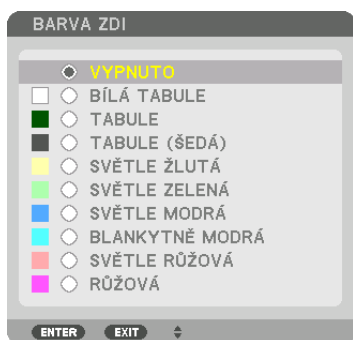 BARVA ZDI
VYPNUTO
BÍLÁ TABULE
TABULE
TABULE (ŠEDÁ)
SVĚTLE ŽLUTÁ
SVĚTLE ZELENÁ
SVĚTLE MODRÁ
BLANKYTNĚ MODRÁ
SVĚTLE RŮŽOVÁ
RŮŽOVÁ
ENTER EXIT